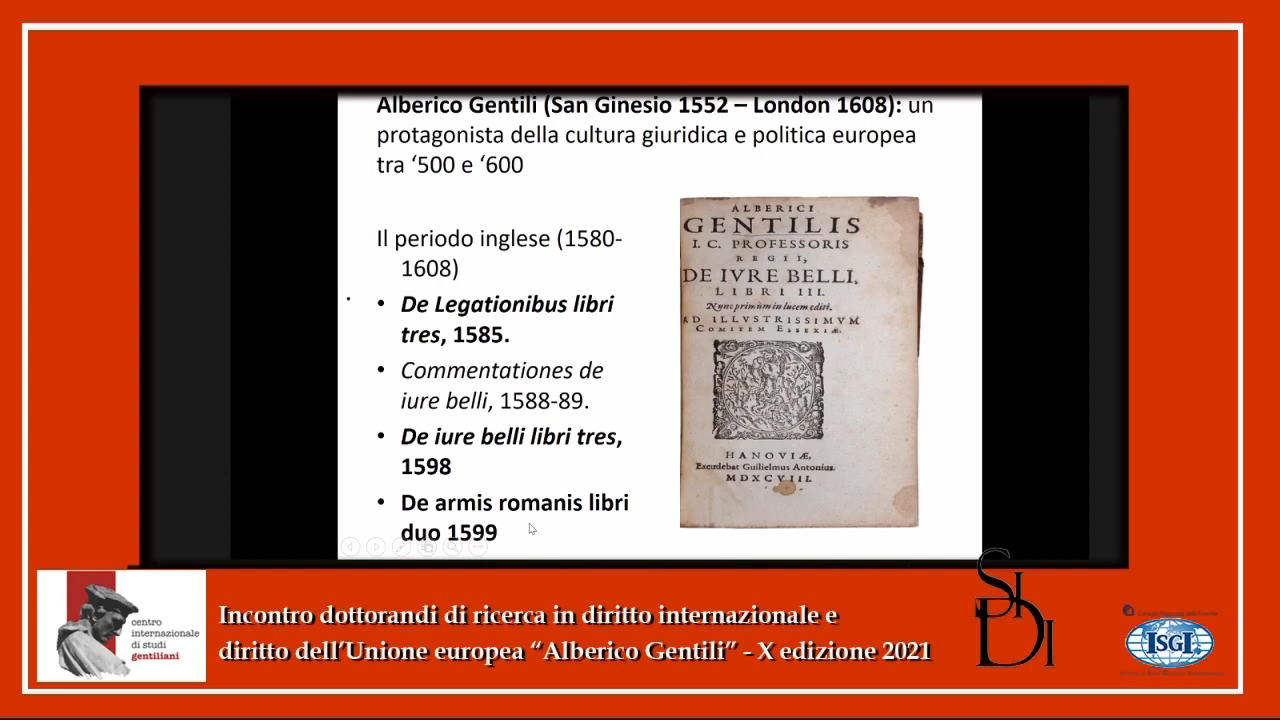 Alberico Gentili (San Ginesio 1552 – London 1608): un
protagonista della cultura giuridica e politica europea
tra ‘500 e ‘600
Il periodo inglese (1580-
1608)
• De Legationibus libri
tres, 1585.
• Commentationes de
iure belli, 1588-89.
• De iure belli libri tres,
1598
• De armis romanis libri
duo 1599
ALBERICI
GENTILIS
I. C. PROFESSORIS
REGII,
DE IVRE BELLI,
LIBRI III.
Nunc primum in lucem editi.
AD ILLVSTRISSIMVM
COMITEM ESSEXIÆ.
HANOVIÆ,
Excudebat Guilielmus Antonius.
MDXCVIII.
centro
internazionale
di studi
gentiliani
Incontro dottorandi di ricerca in diritto internazionale e
diritto dell’Unione europea “Alberico Gentili” - X edizione 2021
SIDI
ISGI